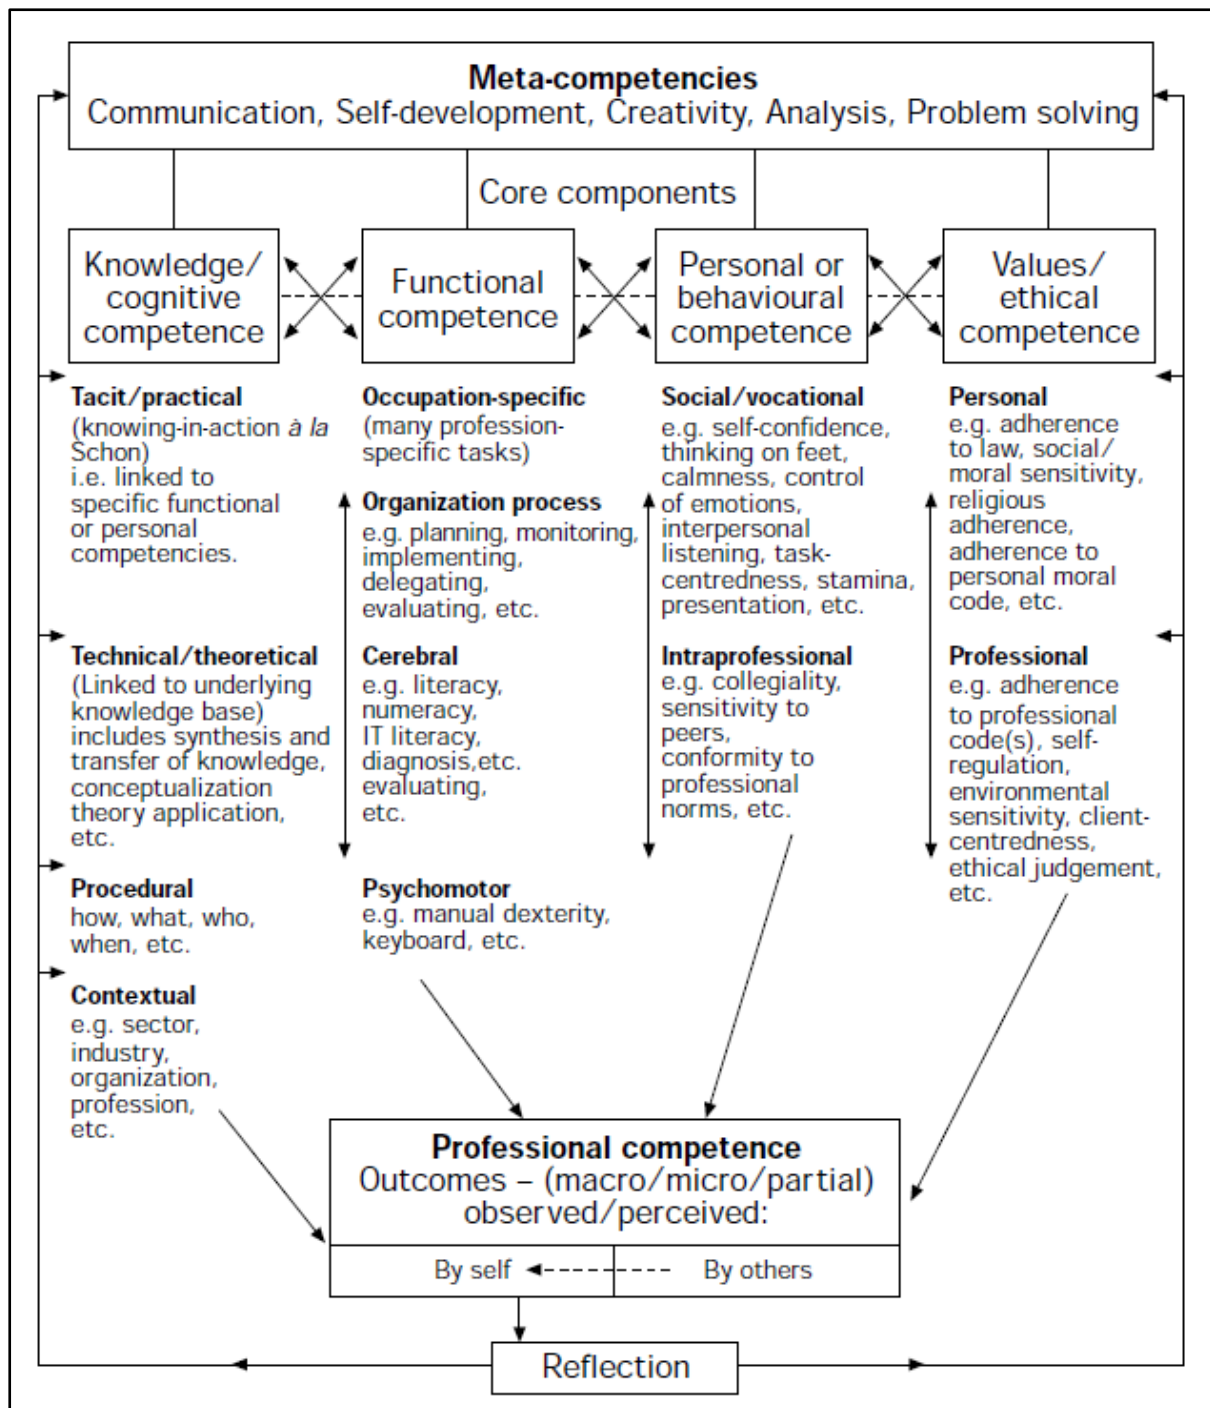 Meta-competencies
Communication, Self-development, Creativity, Analysis, Problem solving
Core components
Knowledge/
cognitive
competence
Functional
competence
Personal or
behavioural
competence
Values/
ethical
competence
Tacit/practical
(knowing-in-action à la
Schon)
i.e. linked to
specific functional
or personal
competencies.
Technical/theoretical
(Linked to underlying
knowledge base)
includes synthesis and
transfer of knowledge,
conceptualization
theory application,
etc.
Procedural
how, what, who,
when, etc.
Contextual
e.g. sector,
industry,
organization,
profession,
etc.
Occupation-specific
(many profession-
specific tasks)
Organization process
e.g. planning, monitoring,
implementing,
delegating,
evaluating, etc.
Cerebral
e.g. literacy,
numeracy,
IT literacy,
diagnosis,etc.
evaluating,
etc.
Psychomotor
e.g. manual dexterity,
keyboard, etc.
Social/vocational
e.g. self-confidence,
thinking on feet,
calmness, control
of emotions,
interpersonal
listening, task-
centredness, stamina,
presentation, etc.
Intraprofessional
e.g. collegiality,
sensitivity to
peers,
conformity to
professional
norms, etc.
Personal
e.g. adherence
to law, social/
moral sensitivity,
religious
adherence,
adherence to
personal moral
code, etc.
Professional
e.g. adherence
to professional
code(s), self-
regulation,
environmental
sensitivity, client-
centredness,
ethical judgement,
etc.
Professional competence
Outcomes – (macro/micro/partial)
observed/perceived:
By self
By others
Reflection